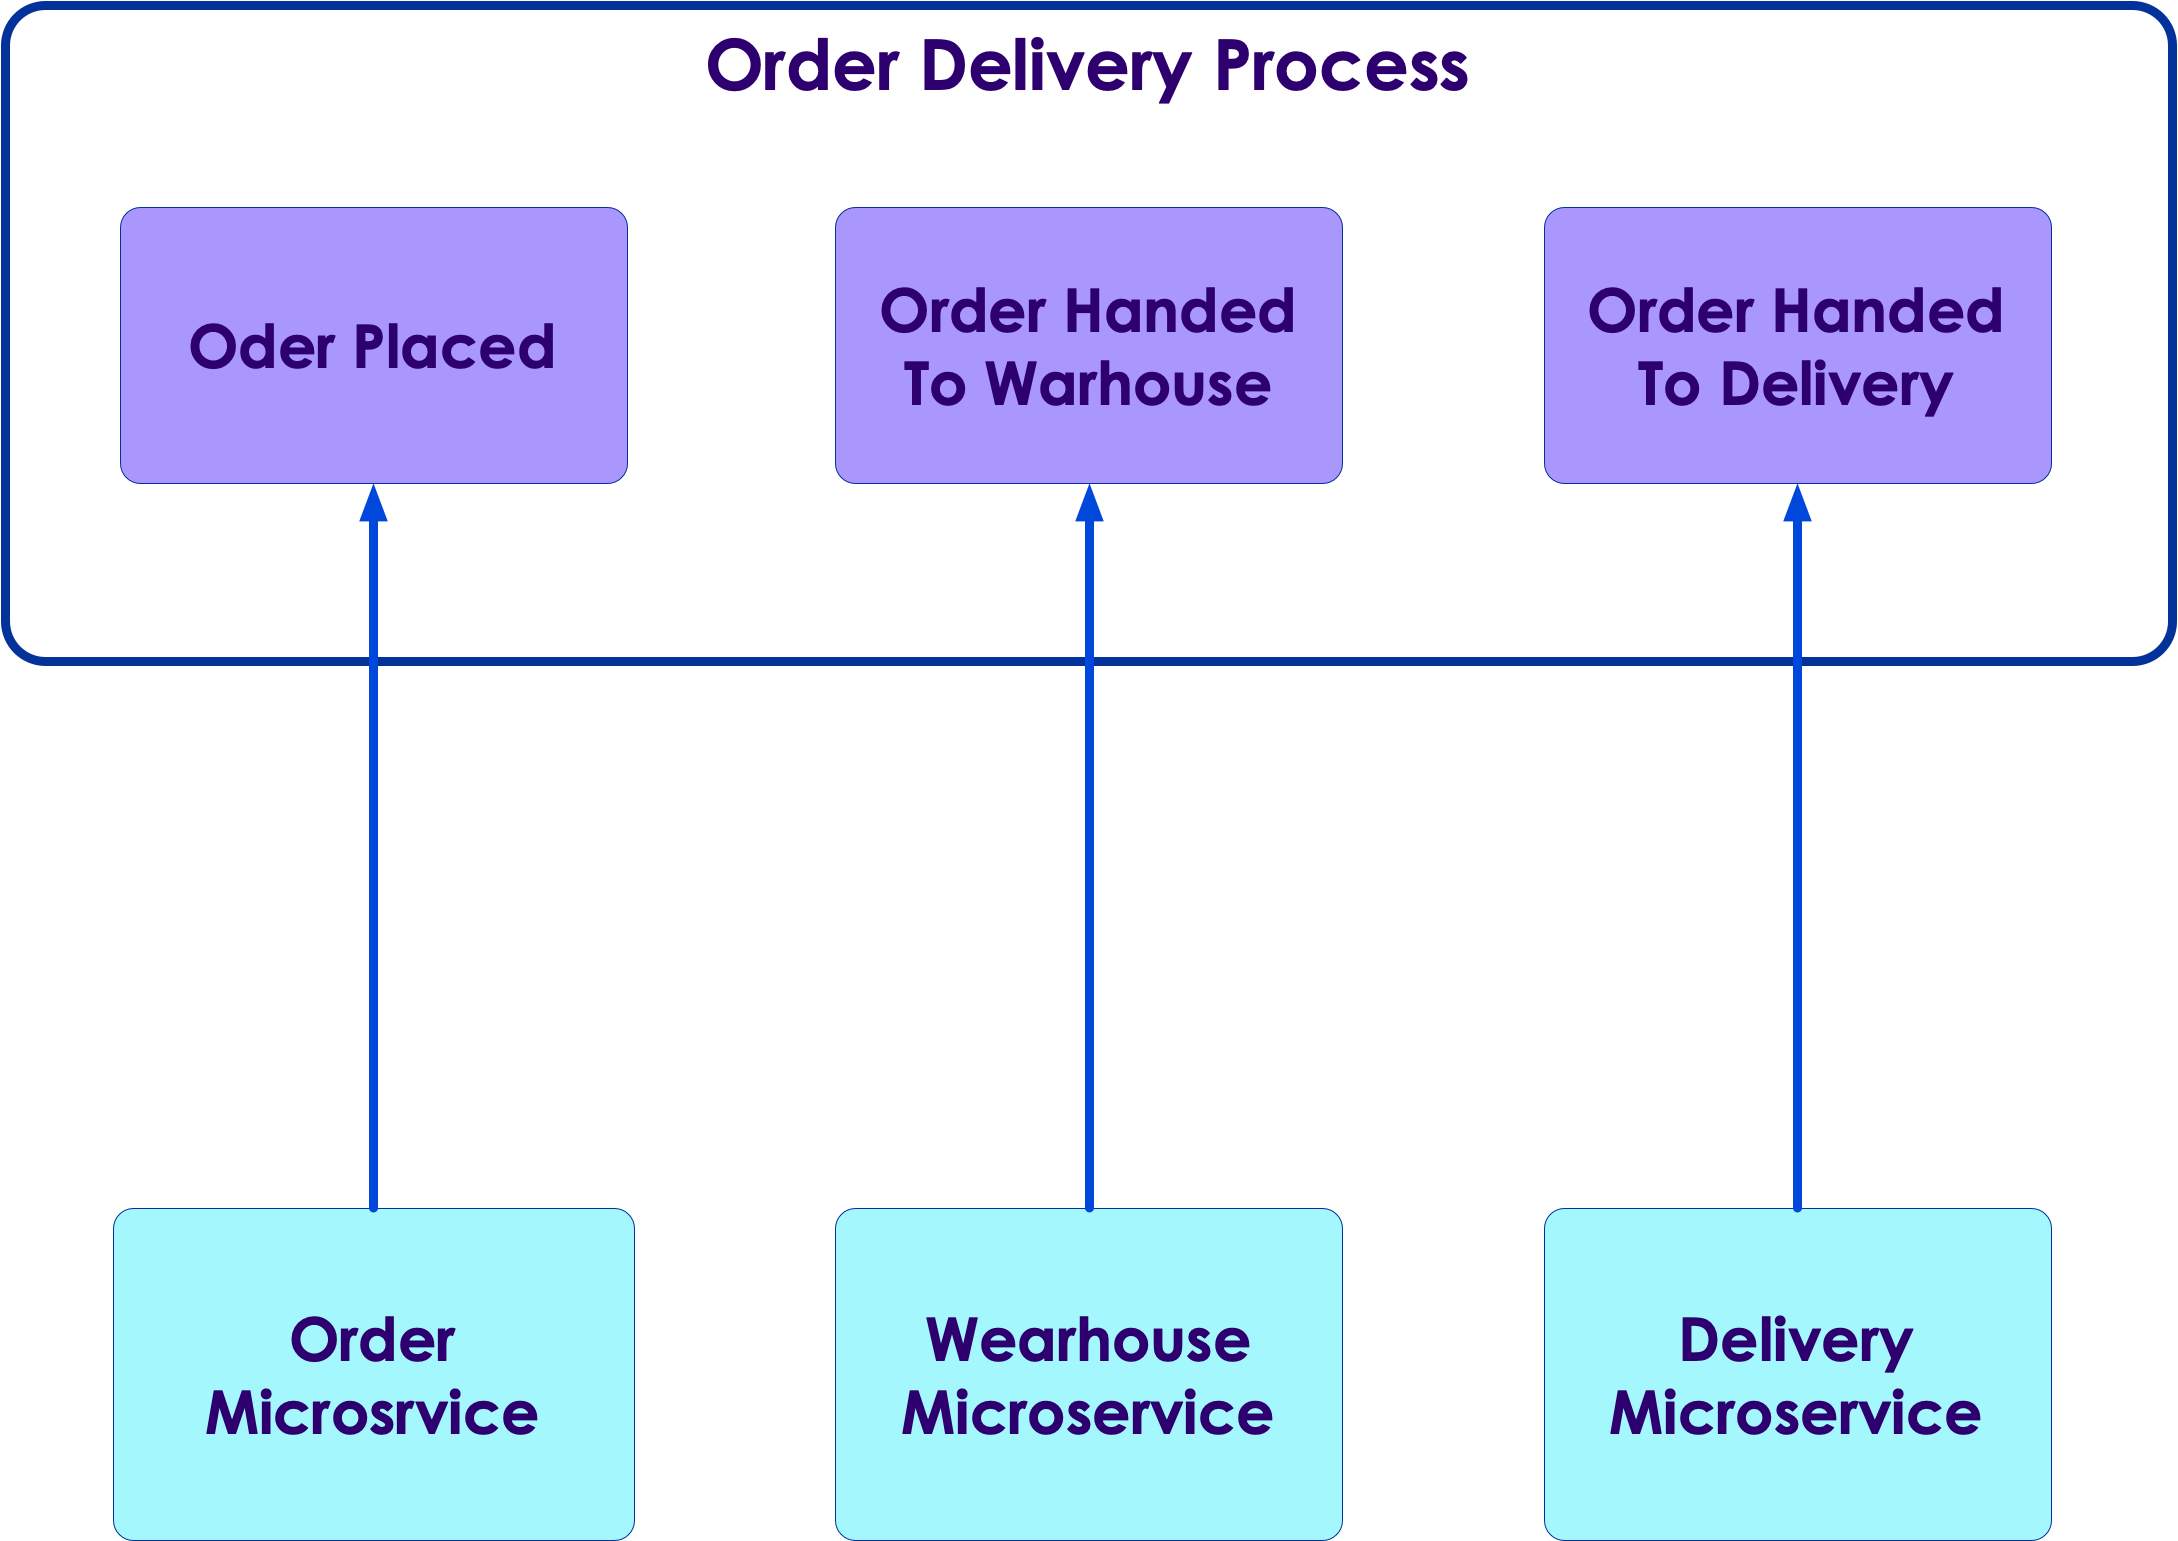 Order Delivery Process
Oder Placed
Order Handed
To Warhouse
Order Handed
To Delivery
Order
Microsrvice
Wearhouse
Microservice
Delivery
Microservice